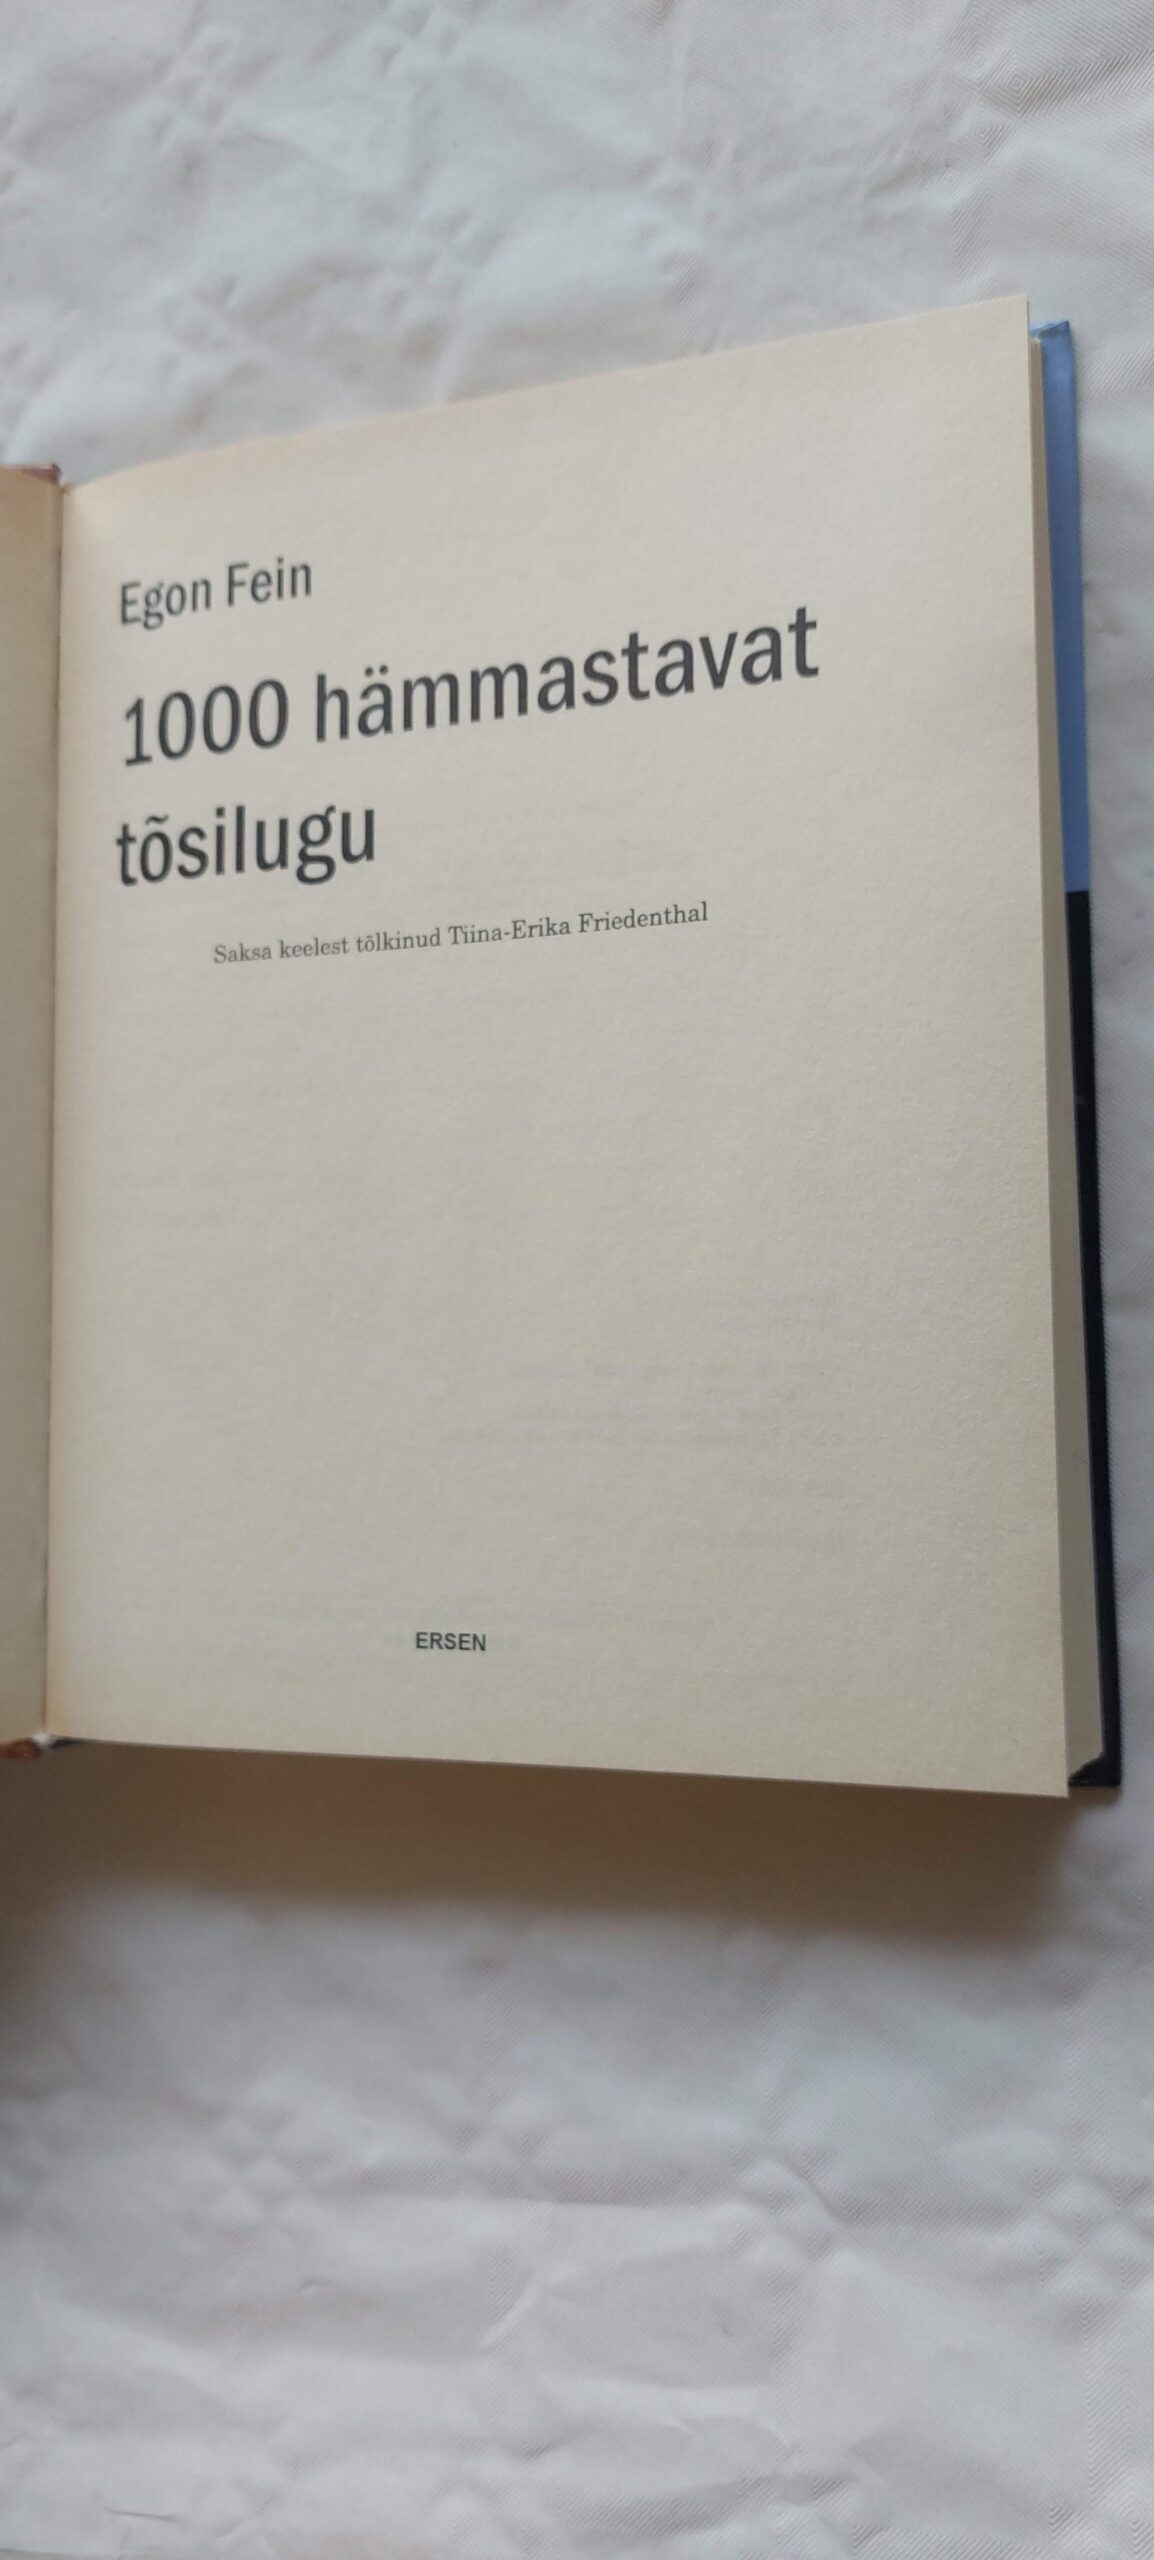 Egon Fein
1000 hämmastavat
tõsilugu
Saksa keelest tõlkinud Tiina-Erika Friedenthal
ERSEN